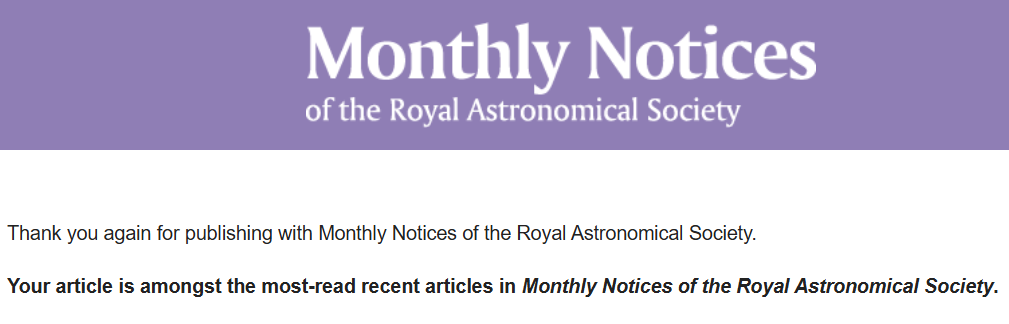 Monthly Notices
of the Royal Astronomical Society
Thank you again for publishing with Monthly Notices of the Royal Astronomical Society.
Your article is amongst the most-read recent articles in Monthly Notices of the Royal Astronomical Society.